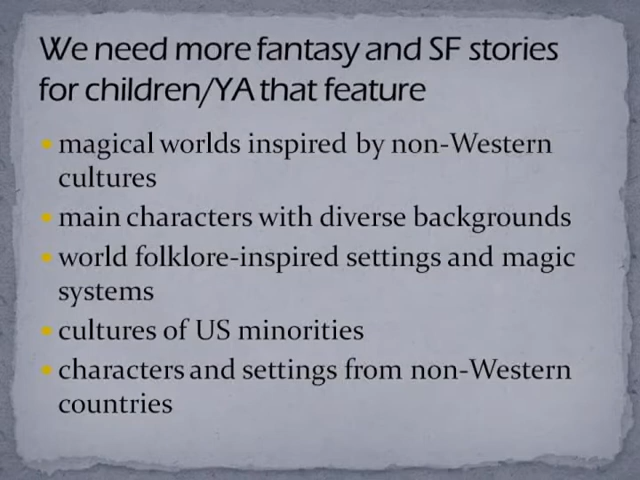 We need more fantasy and SF stories
for children/YA that feature
• magical worlds inspired by non-Western
cultures
• main characters with diverse backgrounds
• world folklore-inspired settings and magic
systems
• cultures of US minorities
• characters and settings from non-Western
countries